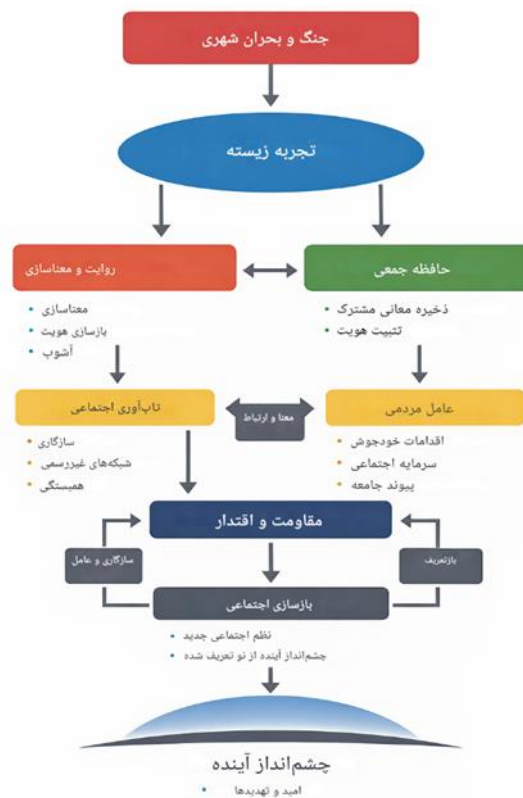 جنگ و بحران شهری
تجربه زیسته
حافظه جمعی
ذخیره معانی مشترک
تثبیت هویت
روایت و معناسازی
معناسازی
بازسازی هویت
آشوب
عامل مردمی
اقدامات خودجوش
سرمایه اجتماعی
پیوند جامعه
معنا و ارتباط
تاب‌آوری اجتماعی
سازگاری
شبکه‌های غیررسمی
همبستگی
مقاومت و اقتدار
بازتعریف
سازگاری و عامل
بازسازی اجتماعی
نظم اجتماعی جدید
چشم‌انداز آینده از نو تعریف شده
چشم‌انداز آینده
امید و تهدیدها